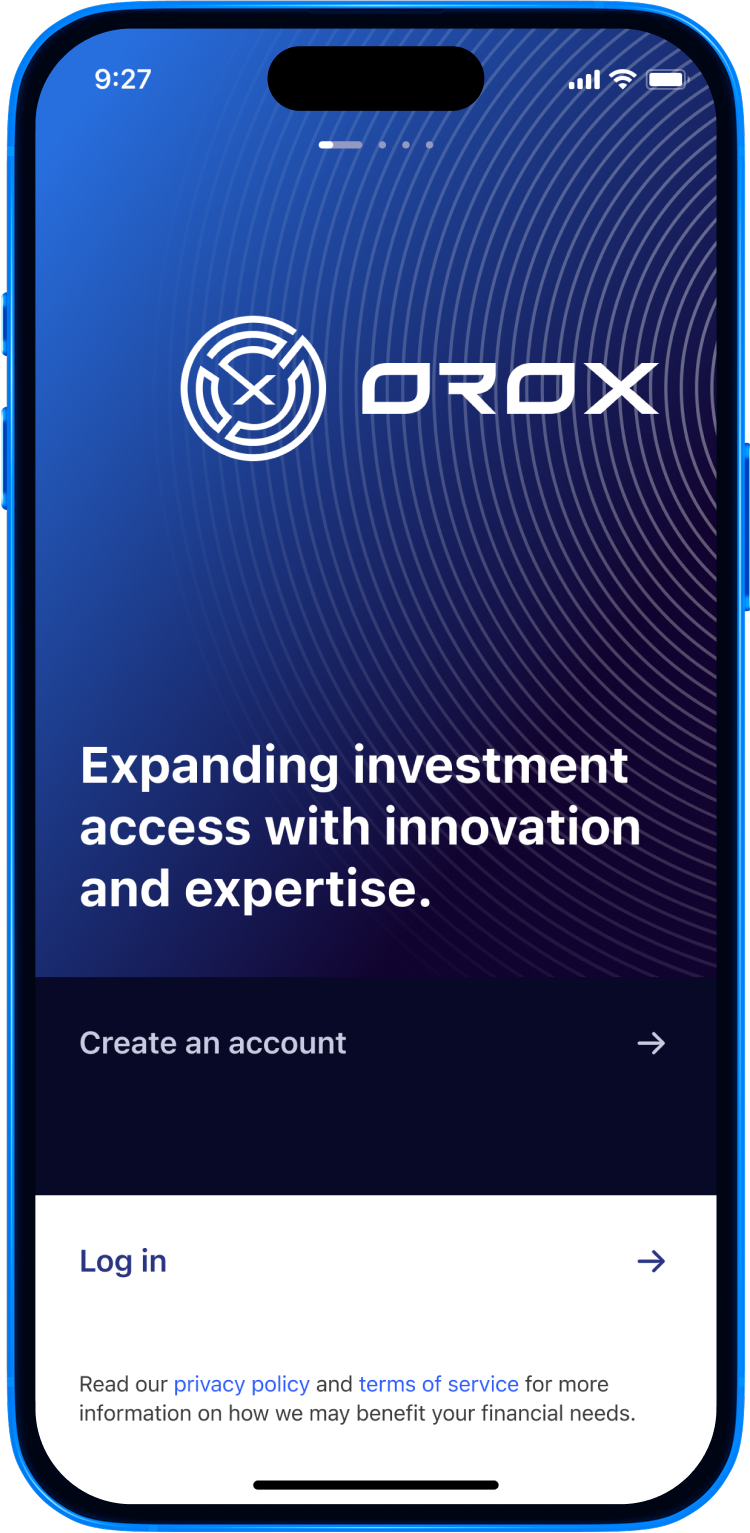 9:27
OROX
Expanding investment
access with innovation
and expertise.
Create an account
Log in
Read our privacy policy and terms of service for more
information on how we may benefit your financial needs.